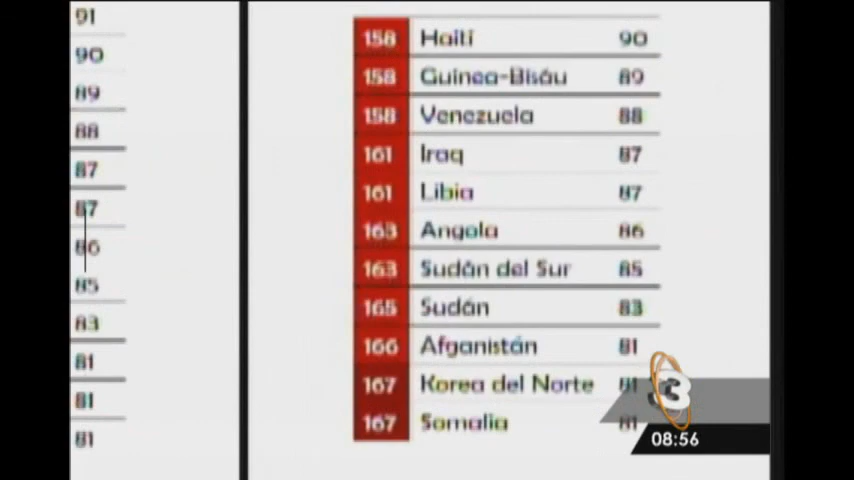 91
90
89
88
87
87
86
85
83
81
81
81
158 Haití 90
158 Guinea-Bisáu 89
158 Venezuela 88
161 Iraq 87
161 Libia 87
163 Angola 86
163 Sudán del Sur 85
165 Sudán 83
166 Afganistán 81
167 Korea del Norte 81
167 Somalia 81
3
08:56